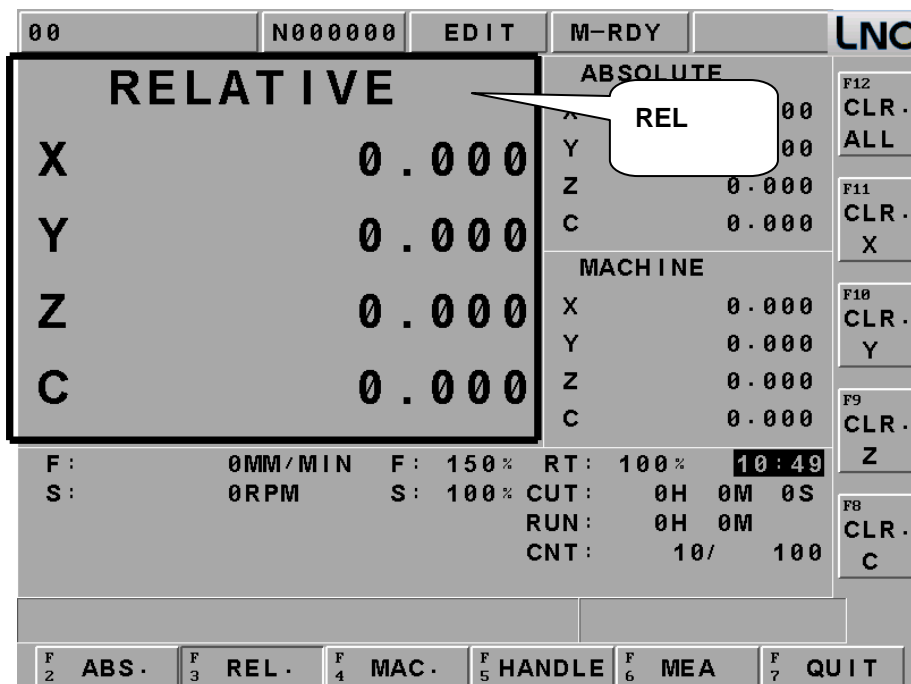 00 N000000 EDIT M-RDY LNC
RELATIVE
X 0.000
Y 0.000
Z 0.000
C 0.000
REL
ABSOLUTE
X 00
Y 00
Z 0.000
C 0.000
MACHINE
X 0.000
Y 0.000
Z 0.000
C 0.000
F: 0MM/MIN F: 150% RT: 100% 10:49
S: 0RPM S: 100% CUT: 0H 0M 0S
RUN: 0H 0M
CNT: 10/ 100
F12
CLR.
ALL
F11
CLR.
X
F10
CLR.
Y
F9
CLR.
Z
F8
CLR.
C
F2 ABS. F3 REL. F4 MAC. F5 HANDLE F6 MEA F7 QUIT